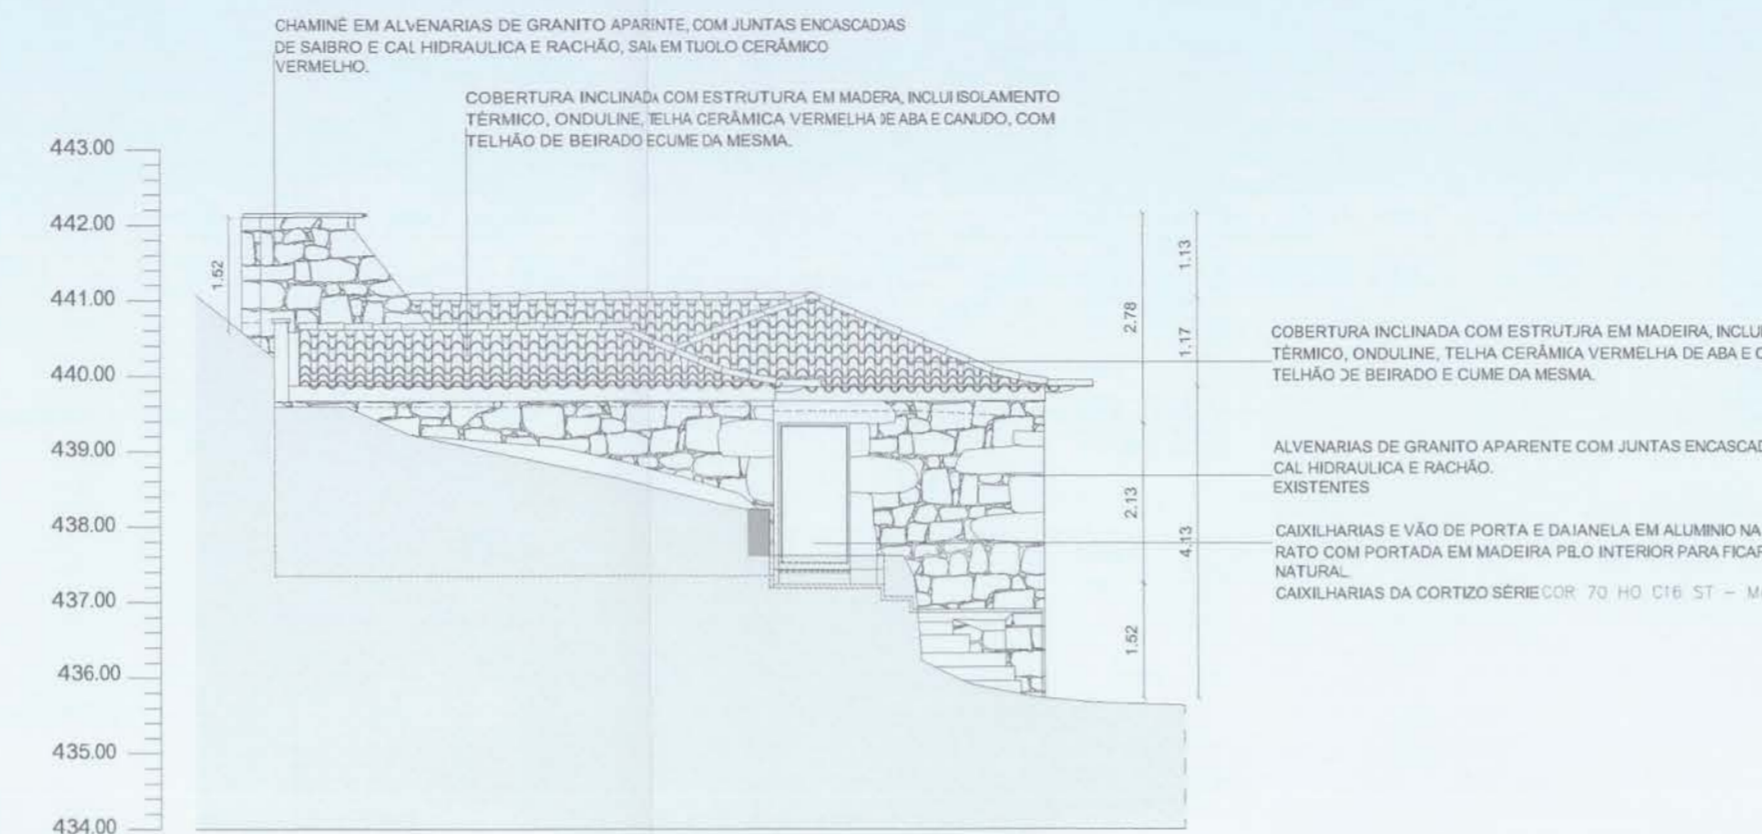 CHAMINÉ EM ALVENARIAS DE GRANITO APARINTE, COM JUNTAS ENCASCADAS
DE SAIBRO E CAL HIDRAULICA E RACHÃO, SAIA EM TIJOLO CERÂMICO
VERMELHO.
COBERTURA INCLINADA COM ESTRUTURA EM MADERA, INCLUI ISOLAMENTO
TÉRMICO, ONDULINE, TELHA CERÂMICA VERMELHA DE ABA E CANUDO, COM
TELHÃO DE BEIRADO E CUME DA MESMA.
443.00
442.00
441.00
440.00
439.00
438.00
437.00
436.00
435.00
434.00
1.52
2.78
2.13
1.52
1.13
1.17
4.13
COBERTURA INCLINADA COM ESTRUTURA EM MADEIRA, INCLUI
TÉRMICO, ONDULINE, TELHA CERÂMICA VERMELHA DE ABA E C
TELHÃO DE BEIRADO E CUME DA MESMA.
ALVENARIAS DE GRANITO APARENTE COM JUNTAS ENCASCAD
CAL HIDRAULICA E RACHÃO.
EXISTENTES
CAIXILHARIAS E VÃO DE PORTA E DA JANELA EM ALUMINIO NA
RATO COM PORTADA EM MADEIRA PELO INTERIOR PARA FICAR
NATURAL.
CAIXILHARIAS DA CORTIZO SÉRIE COR 70 HO C16 ST - M